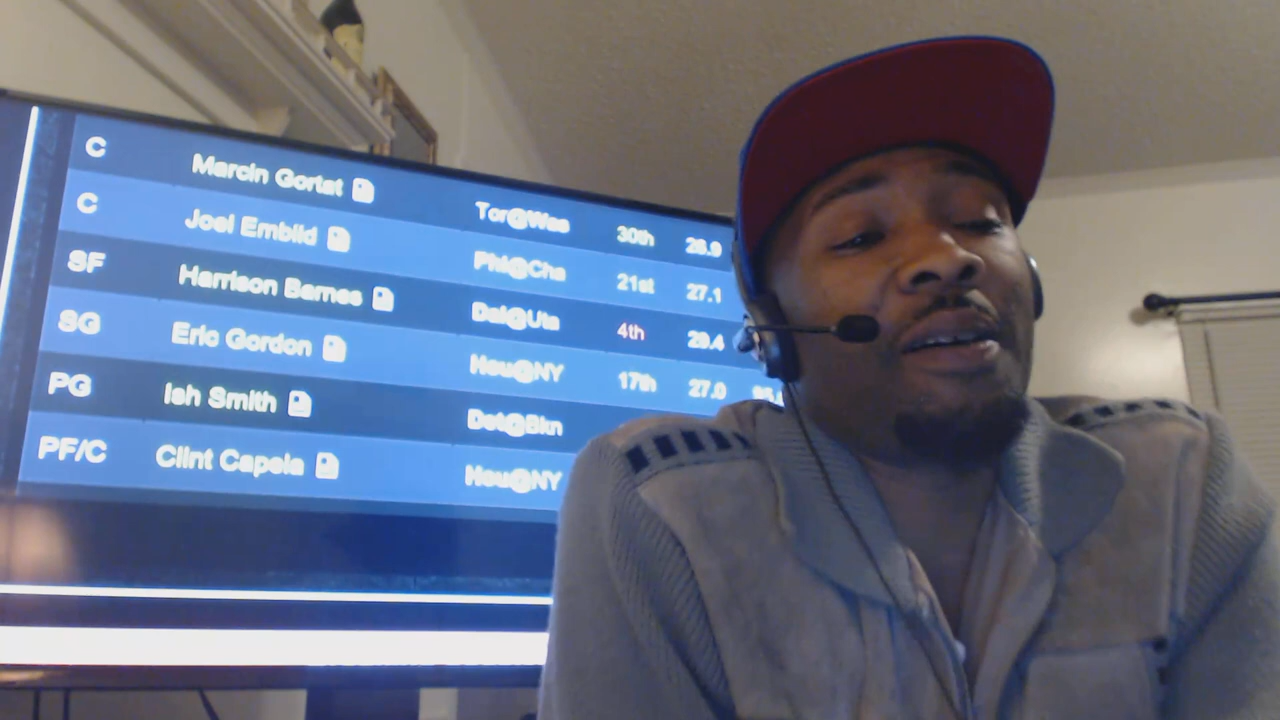 C Marcin Gortat Tor@Was 30th 26.9
C Joel Embiid Phi@Cha 21st 27.1
SF Harrison Barnes Dal@Uta 4th 29.4
SG Eric Gordon Hou@NY 17th 27.0
PG Ish Smith Det@Bkn
PF/C Clint Capela Hou@NY